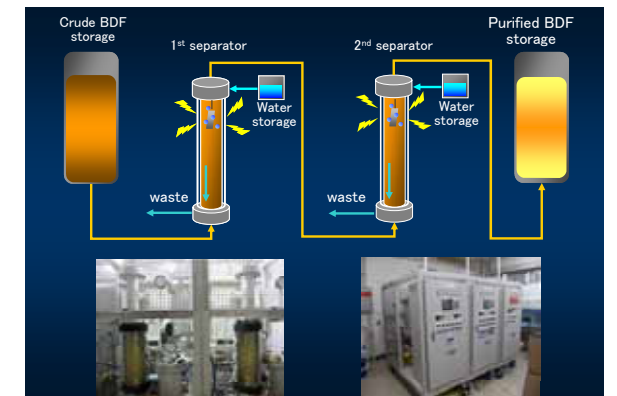 Crude BDF
storage
1st separator
2nd separator
Purified BDF
storage
Water
storage
Water
storage
waste
waste